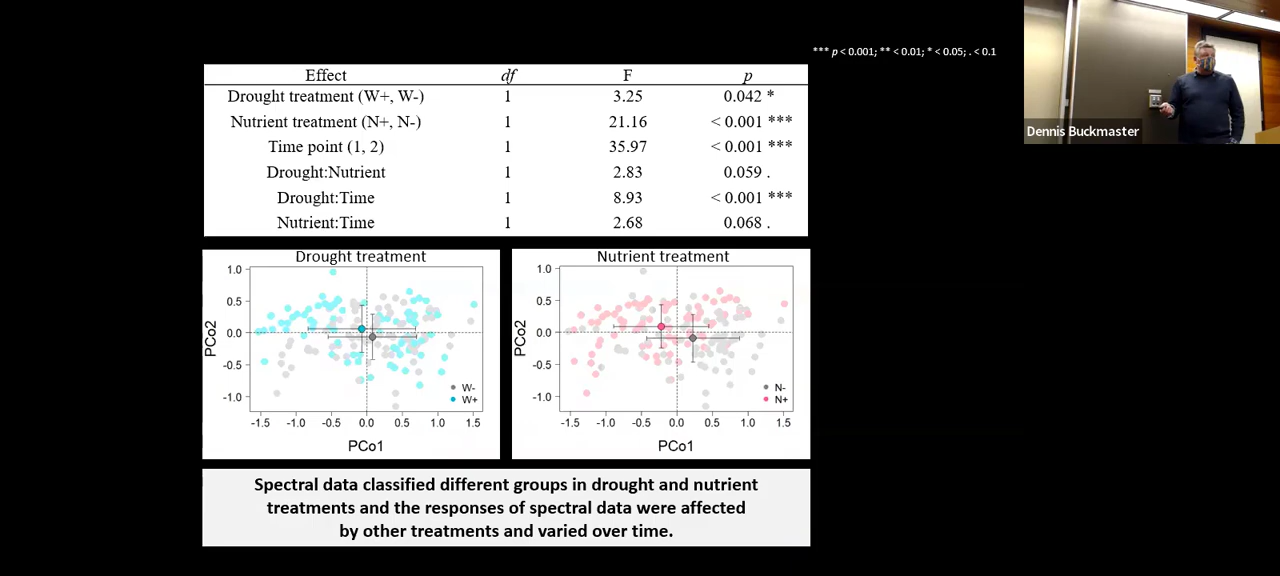 *** p < 0.001; ** < 0.01; * < 0.05; . < 0.1
Effect df F p
Drought treatment (W+, W-) 1 3.25 0.042 *
Nutrient treatment (N+, N-) 1 21.16 < 0.001 ***
Time point (1, 2) 1 35.97 < 0.001 ***
Drought:Nutrient 1 2.83 0.059 .
Drought:Time 1 8.93 < 0.001 ***
Nutrient:Time 1 2.68 0.068 .
Dennis Buckmaster
Drought treatment
1.0
0.5
0.0
-0.5
-1.0
PCo2
W-
W+
-1.5 -1.0 -0.5 0.0 0.5 1.0 1.5
PCo1
Nutrient treatment
1.0
0.5
0.0
-0.5
-1.0
PCo2
N-
N+
-1.5 -1.0 -0.5 0.0 0.5 1.0 1.5
PCo1
Spectral data classified different groups in drought and nutrient
treatments and the responses of spectral data were affected
by other treatments and varied over time.